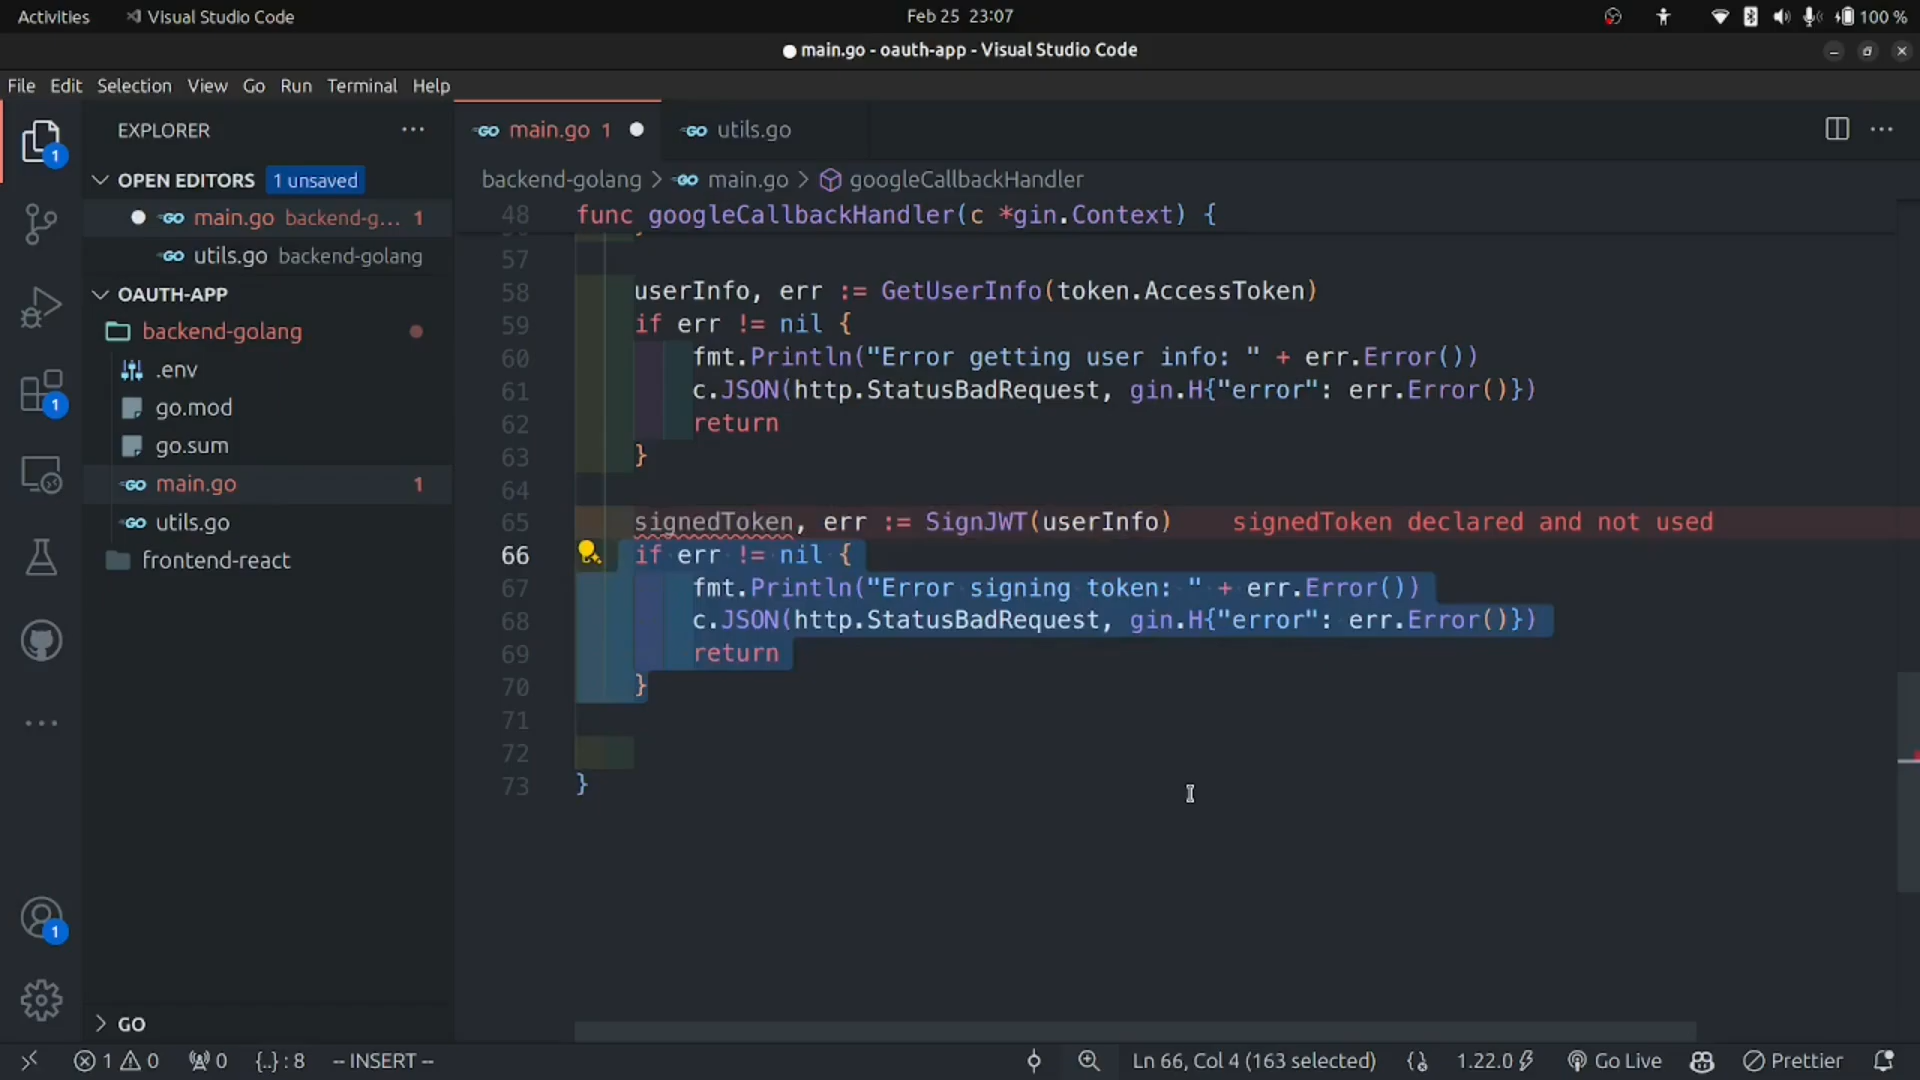 Activities
Visual Studio Code
Feb 25 23:07
100 %
main.go - oauth-app - Visual Studio Code
File Edit Selection View Go Run Terminal Help
EXPLORER
OPEN EDITORS 1 unsaved
main.go backend-g... 1
utils.go backend-golang
OAUTH-APP
backend-golang
.env
go.mod
go.sum
main.go 1
utils.go
frontend-react
GO
main.go 1
utils.go
backend-golang > main.go > googleCallbackHandler
48 func googleCallbackHandler(c *gin.Context) {
57
58 userInfo, err := GetUserInfo(token.AccessToken)
59 if err != nil {
60 fmt.Println("Error getting user info: " + err.Error())
61 c.JSON(http.StatusBadRequest, gin.H{"error": err.Error()})
62 return
63 }
64
65 signedToken, err := SignJWT(userInfo) signedToken declared and not used
66 if err != nil {
67 fmt.Println("Error signing token: " + err.Error())
68 c.JSON(http.StatusBadRequest, gin.H{"error": err.Error()})
69 return
70 }
71
72
73 }
1
1
1
1 0 0 {..} : 8 -- INSERT --
Ln 66, Col 4 (163 selected) 1.22.0 Go Live Prettier